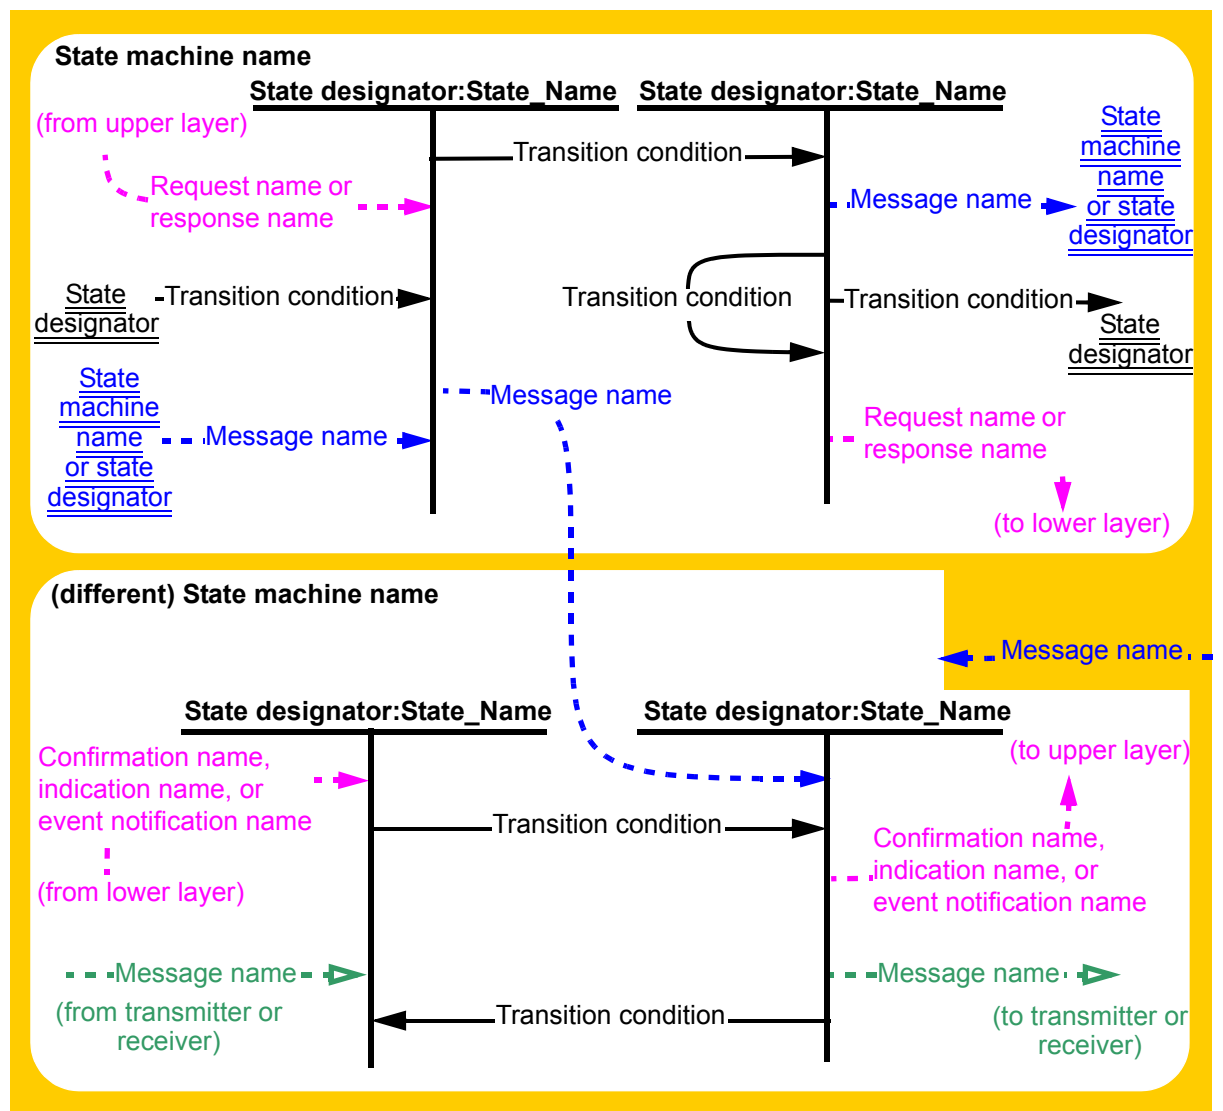 State machine name
State designator:State_Name
State designator:State_Name
(from upper layer)
Transition condition
Request name or
response name
Message name
State
machine
name
or state
designator
State
designator
Transition condition
Transition condition
Transition condition
State
designator
State
machine
name
or state
designator
Message name
Message name
Request name or
response name
(to lower layer)
(different) State machine name
Message name
State designator:State_Name
State designator:State_Name
Confirmation name,
indication name, or
event notification name
(from lower layer)
(to upper layer)
Transition condition
Confirmation name,
indication name, or
event notification name
Message name
(from transmitter or
receiver)
Message name
(to transmitter or
receiver)
Transition condition